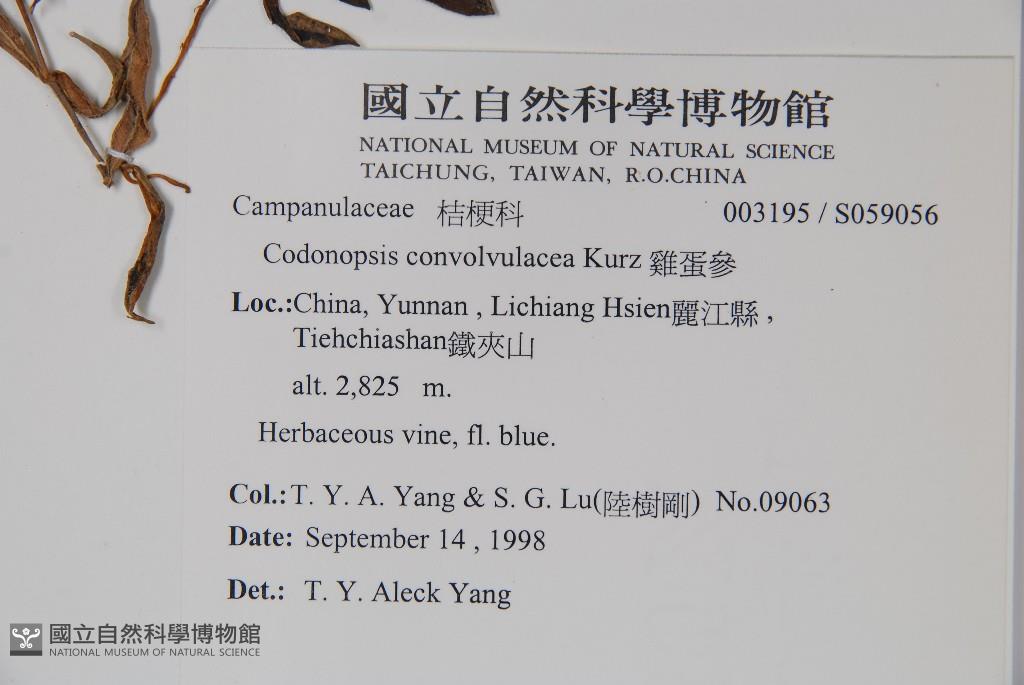 國立自然科學博物館
NATIONAL MUSEUM OF NATURAL SCIENCE
TAICHUNG, TAIWAN, R.O.CHINA
Campanulaceae 桔梗科 003195 / S059056
Codonopsis convolvulacea Kurz 雞蛋參
Loc.:China, Yunnan , Lichiang Hsien麗江縣 ,
Tiehchiashan鐵夾山
alt. 2,825 m.
Herbaceous vine, fl. blue.
Col.: T. Y. A. Yang & S. G. Lu(陸樹剛) No.09063
Date: September 14 , 1998
Det.: T. Y. Aleck Yang
國立自然科學博物館
NATIONAL MUSEUM OF NATURAL SCIENCE